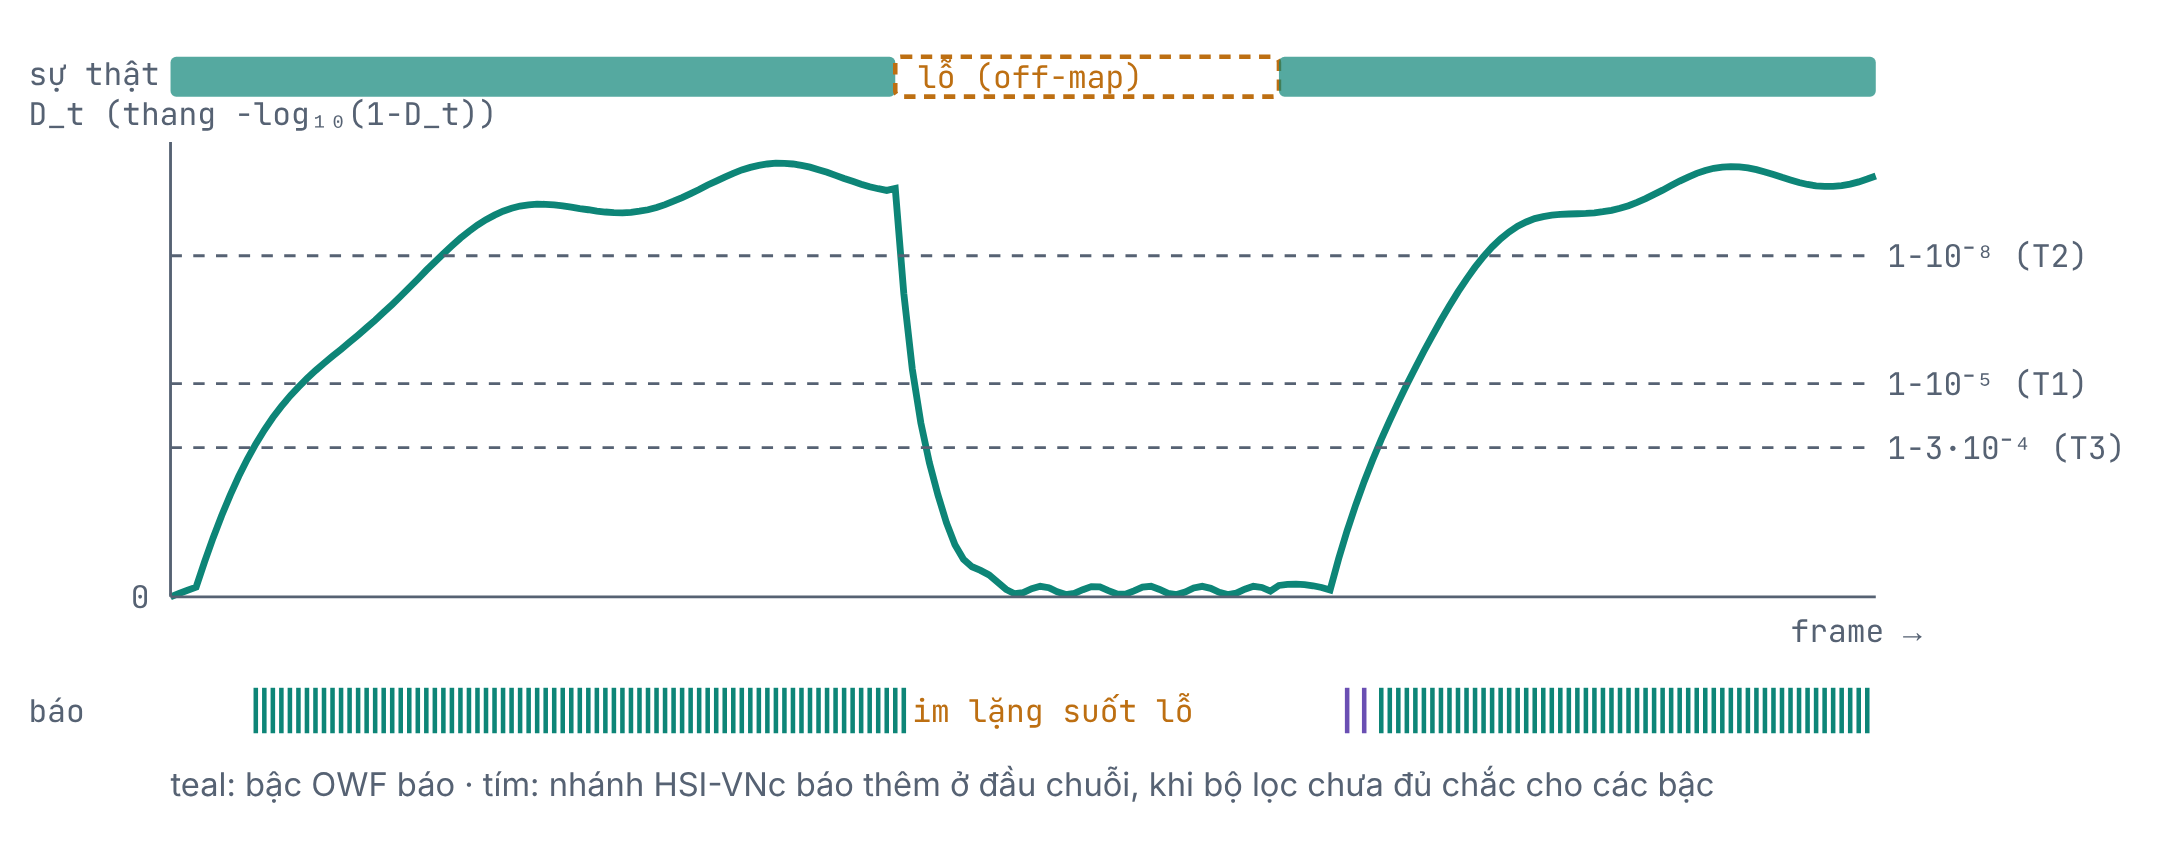 sự thật
lỗ (off-map)
D_t (thang -log₁₀(1-D_t))
1-10⁻⁸ (T2)
1-10⁻⁵ (T1)
1-3·10⁻⁴ (T3)
0
frame →
báo
im lặng suốt lỗ
teal: bậc OWF báo · tím: nhánh HSI-VNc báo thêm ở đầu chuỗi, khi bộ lọc chưa đủ chắc cho các bậc